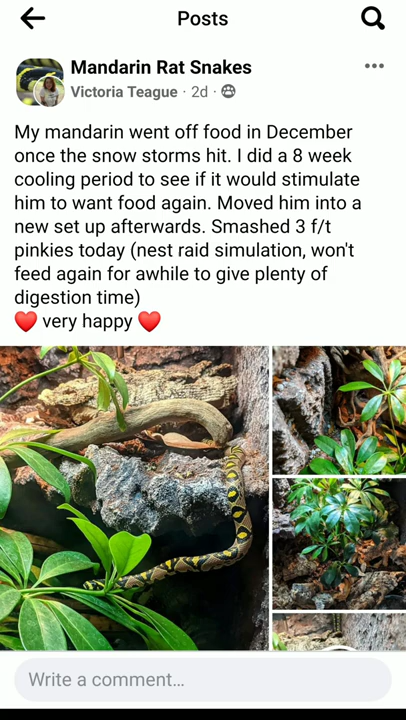 Posts
Mandarin Rat Snakes
Victoria Teague · 2d ·
My mandarin went off food in December
once the snow storms hit. I did a 8 week
cooling period to see if it would stimulate
him to want food again. Moved him into a
new set up afterwards. Smashed 3 f/t
pinkies today (nest raid simulation, won't
feed again for awhile to give plenty of
digestion time)
❤️ very happy ❤️
Write a comment...